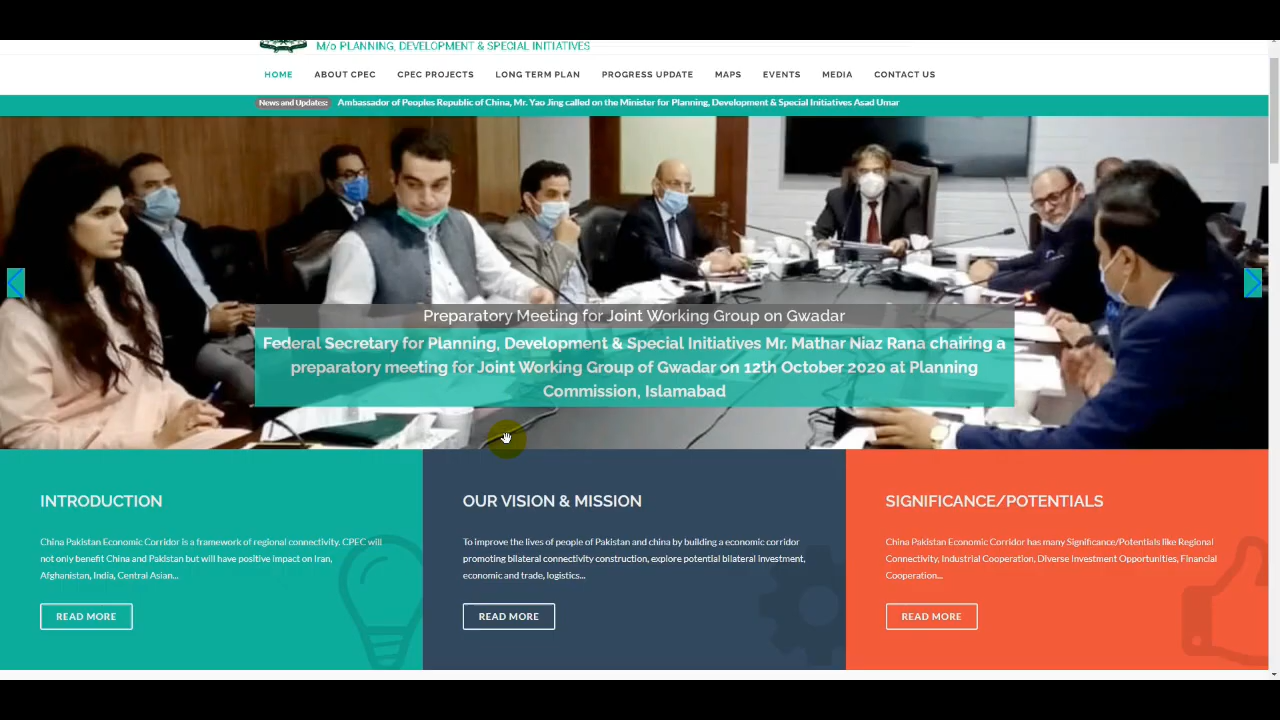 M/o PLANNING, DEVELOPMENT & SPECIAL INITIATIVES
HOME ABOUT CPEC CPEC PROJECTS LONG TERM PLAN PROGRESS UPDATE MAPS EVENTS MEDIA CONTACT US
News and Updates: Ambassador of Peoples Republic of China, Mr. Yao Jing called on the Minister for Planning, Development & Special Initiatives Asad Umar
Preparatory Meeting for Joint Working Group on Gwadar
Federal Secretary for Planning, Development & Special Initiatives Mr. Mathar Niaz Rana chairing a
preparatory meeting for Joint Working Group of Gwadar on 12th October 2020 at Planning
Commission, Islamabad
INTRODUCTION
China Pakistan Economic Corridor is a framework of regional connectivity. CPEC will
not only benefit China and Pakistan but will have positive impact on Iran,
Afghanistan, India, Central Asian...
READ MORE
OUR VISION & MISSION
To improve the lives of people of Pakistan and china by building a economic corridor
promoting bilateral connectivity construction, explore potential bilateral investment,
economic and trade, logistics...
READ MORE
SIGNIFICANCE/POTENTIALS
China Pakistan Economic Corridor has many Significance/Potentials like Regional
Connectivity, Industrial Cooperation, Diverse Investment Opportunities, Financial
Cooperation...
READ MORE